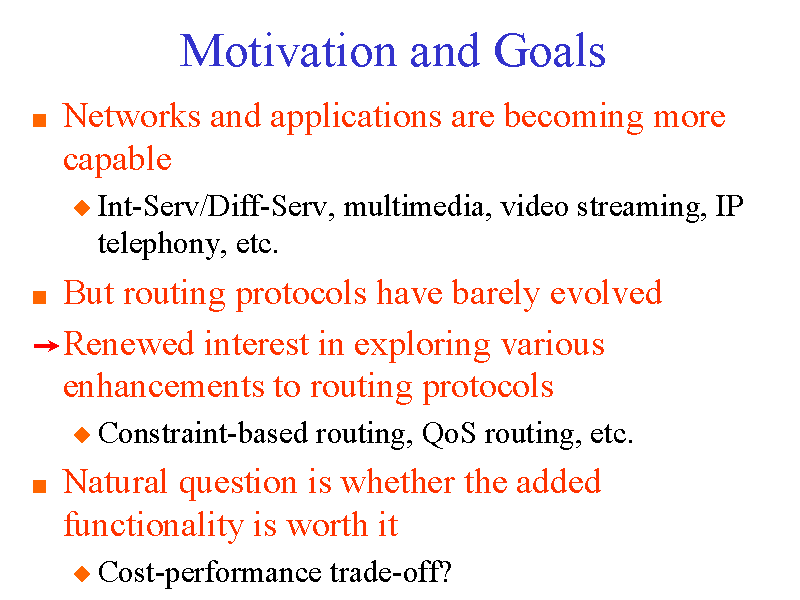 Motivation and Goals
Networks and applications are becoming more
capable
Int-Serv/Diff-Serv, multimedia, video streaming, IP
telephony, etc.
But routing protocols have barely evolved
Renewed interest in exploring various
enhancements to routing protocols
Constraint-based routing, QoS routing, etc.
Natural question is whether the added
functionality is worth it
Cost-performance trade-off?